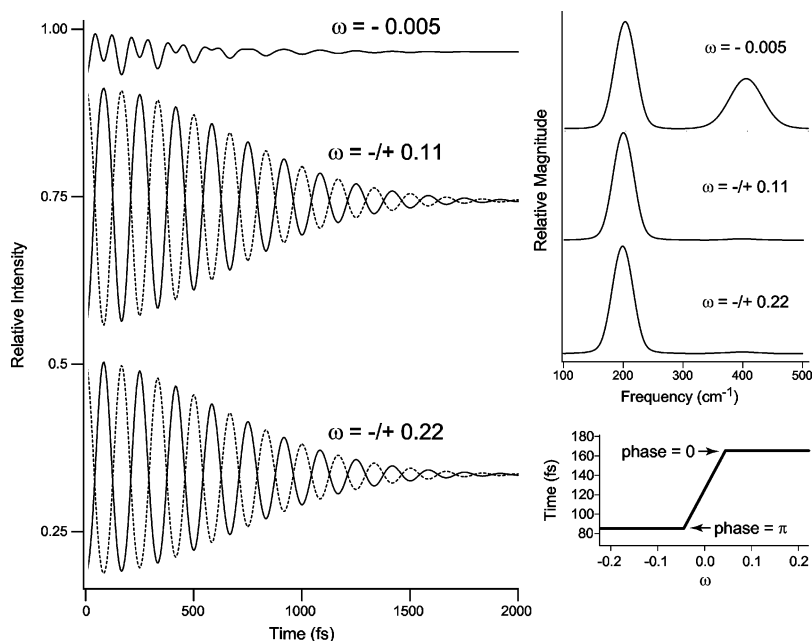 1.00
0.75
0.5
0.25
Relative Intensity
ω = - 0.005
ω = -/+ 0.11
ω = -/+ 0.22
0 500 1000 1500 2000
Time (fs)
Relative Magnitude
ω = - 0.005
ω = -/+ 0.11
ω = -/+ 0.22
100 200 300 400 500
Frequency (cm-1)
Time (fs)
180
160
140
120
100
80
phase = 0
phase = π
-0.2 -0.1 0.0 0.1 0.2
ω